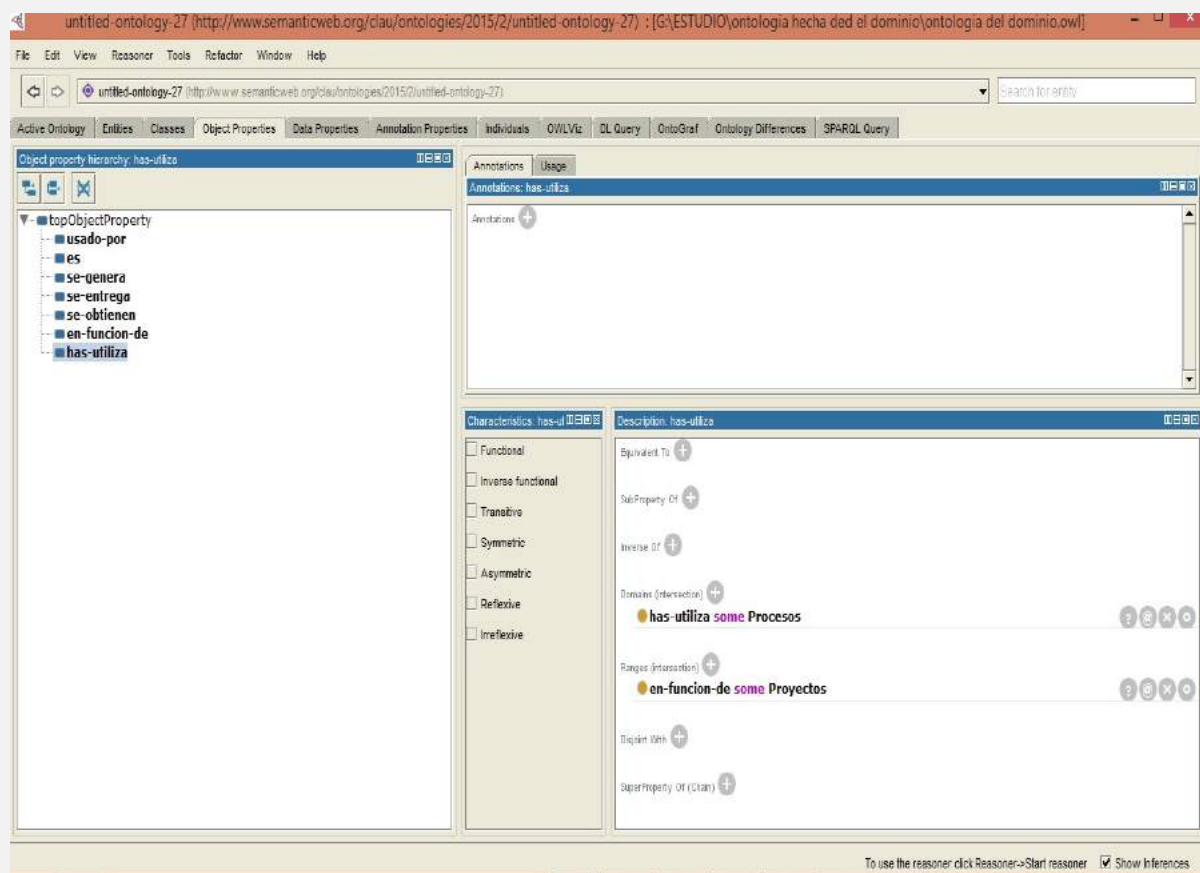 untitled-ontology-27 (http://www.semanticweb.org/clau/ontologies/2015/2/untitled-ontology-27) : [G:\ESTUDIO\ontologia hecha ded el dominio\ontologia del dominio.owl]
File Edit View Reasoner Tools Refactor Window Help
untitled-ontology-27 (http://www.semanticweb.org/clau/ontologies/2015/2/untitled-ontology-27)
Search for entity
Active Ontology Entities Classes Object Properties Data Properties Annotation Properties Individuals OWLViz DL Query OntoGraf Ontology Differences SPARQL Query
Object property hierarchy: has-utiliza
topObjectProperty
usado-por
es
se-genera
se-entrega
se-obtienen
en-funcion-de
has-utiliza
Annotations Usage
Annotations: has-utiliza
Annotations
Characteristics: has-ut
Functional
Inverse functional
Transitive
Symmetric
Asymmetric
Reflexive
Irreflexive
Description: has-utiliza
Equivalent To
SubProperty Of
Inverse Of
Domains (intersection)
has-utiliza some Procesos
Ranges (intersection)
en-funcion-de some Proyectos
Disjoint With
SuperProperty Of (Chain)
To use the reasoner click Reasoner->Start reasoner Show Inferences